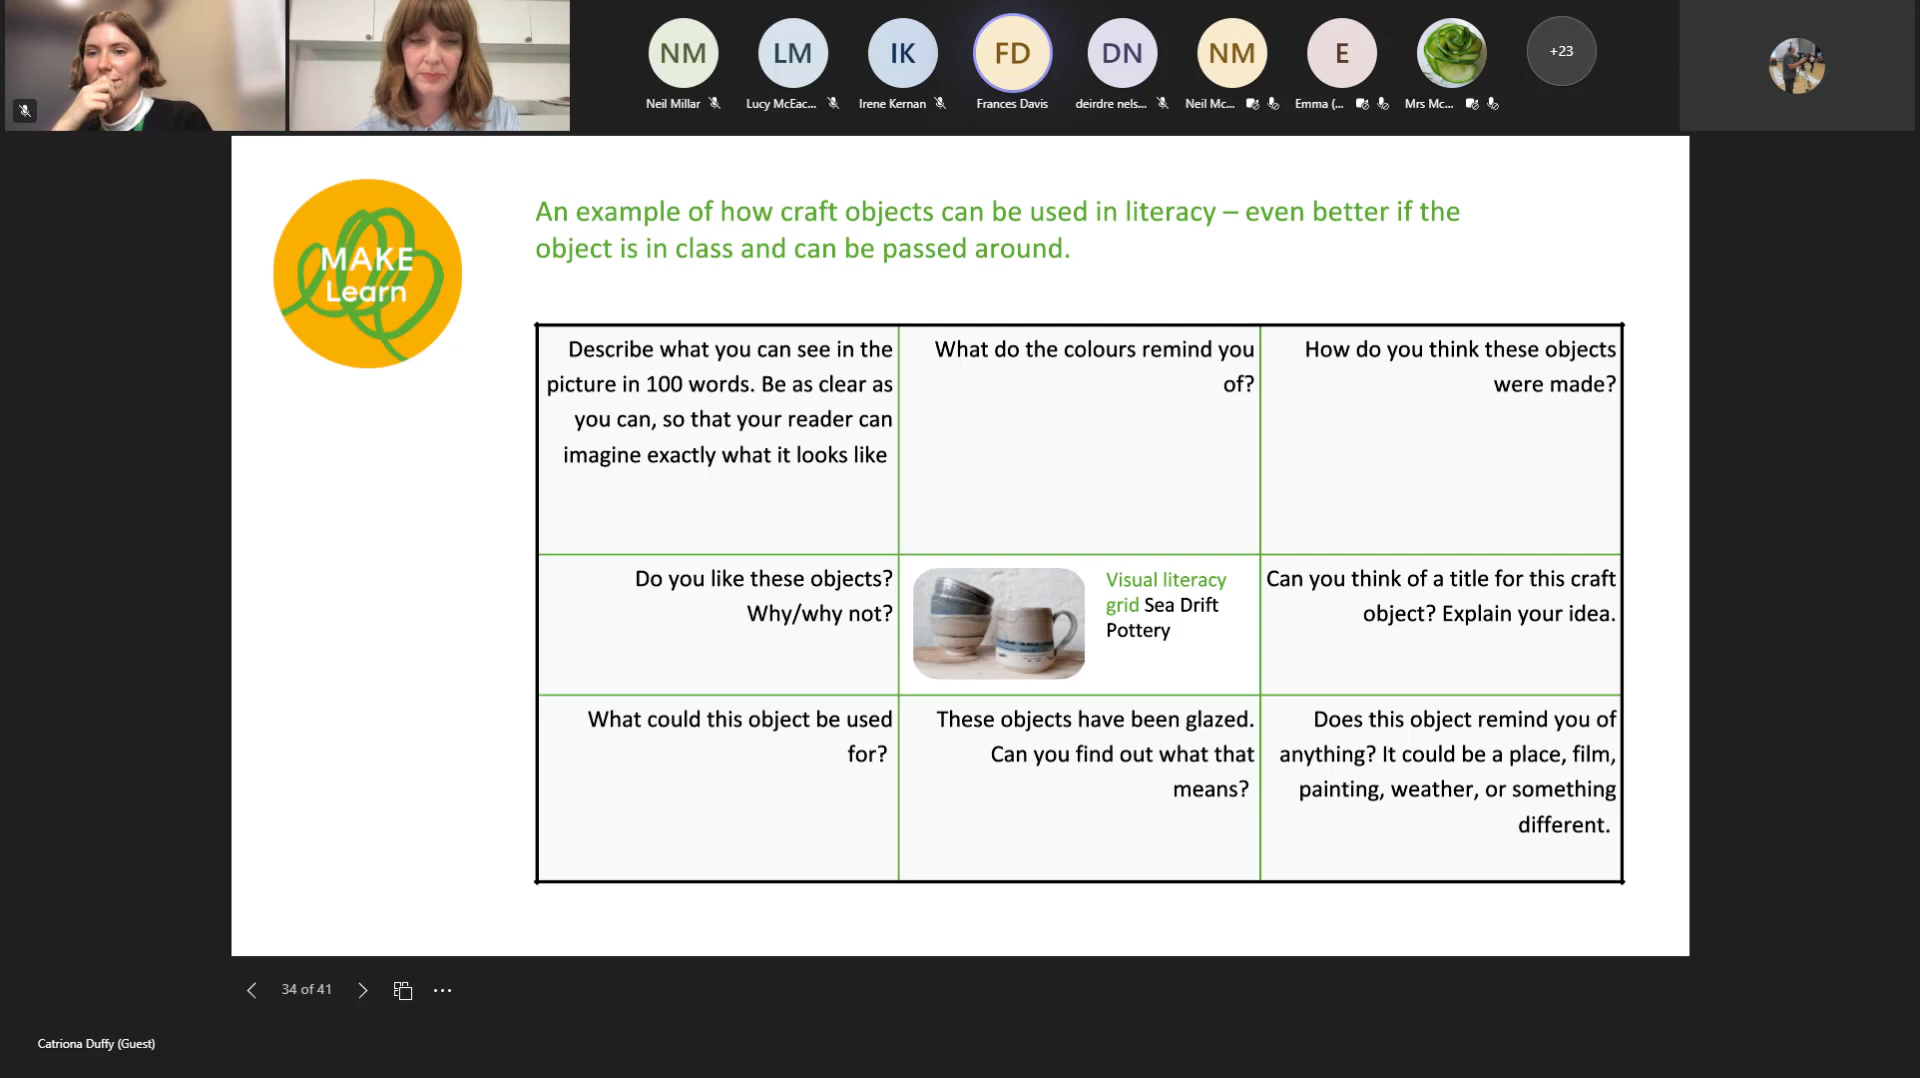 NM
LM
IK
FD
DN
NM
E
+23
Neil Millar
Lucy McEac...
Irene Kernan
Frances Davis
deirdre nels...
Neil Mc...
Emma (...
Mrs Mc...
MAKE
Learn
An example of how craft objects can be used in literacy – even better if the
object is in class and can be passed around.
Describe what you can see in the
picture in 100 words. Be as clear as
you can, so that your reader can
imagine exactly what it looks like
What do the colours remind you
of?
How do you think these objects
were made?
Do you like these objects?
Why/why not?
Visual literacy
grid Sea Drift
Pottery
Can you think of a title for this craft
object? Explain your idea.
What could this object be used
for?
These objects have been glazed.
Can you find out what that
means?
Does this object remind you of
anything? It could be a place, film,
painting, weather, or something
different.
34 of 41
Catriona Duffy (Guest)